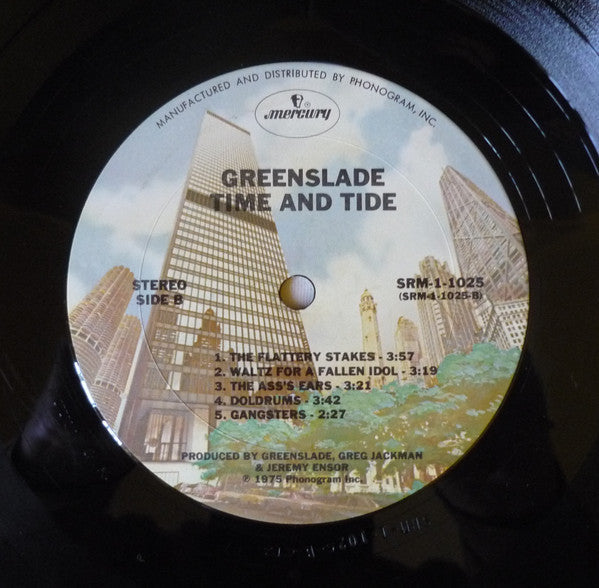 MANUFACTURED AND DISTRIBUTED BY PHONOGRAM, INC.
mercury
GREENSLADE
TIME AND TIDE
STEREO
SIDE B
SRM-1-1025
(SRM-1-1025-B)
1. THE FLATTERY STAKES - 3:57
2. WALTZ FOR A FALLEN IDOL - 3:19
3. THE ASS'S EARS - 3:21
4. DOLDRUMS - 3:42
5. GANGSTERS - 2:27
PRODUCED BY GREENSLADE, GREG JACKMAN
& JEREMY ENSOR
℗ 1975 Phonogram Inc.